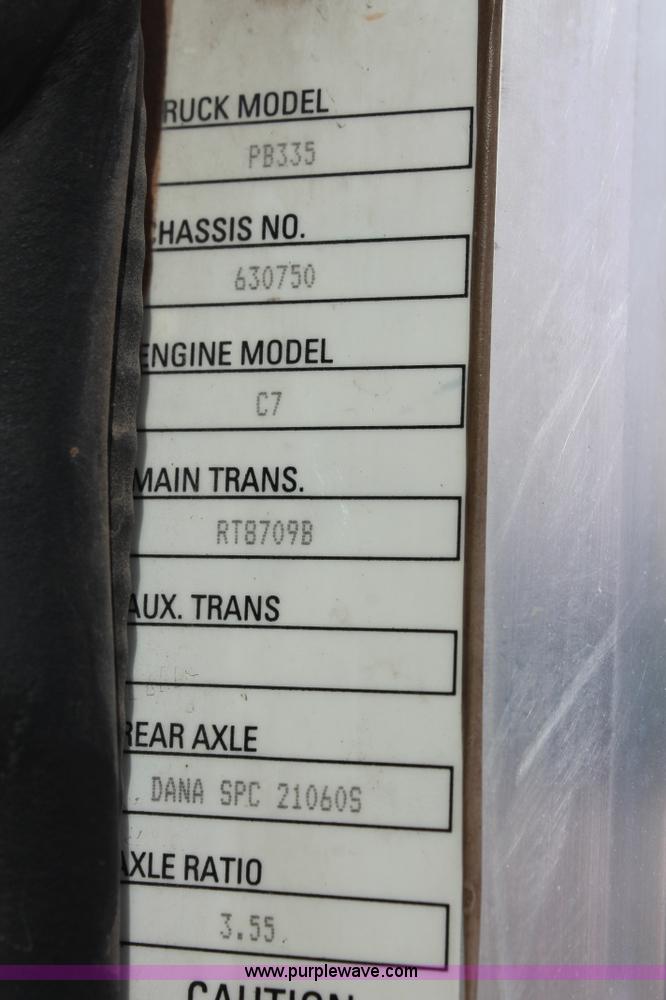 RUCK MODEL
PB335
CHASSIS NO.
630750
ENGINE MODEL
C7
MAIN TRANS.
RT8709B
AUX. TRANS
REAR AXLE
DANA SPC 21060S
AXLE RATIO
3.55
www.purplewave.com
CAUTION